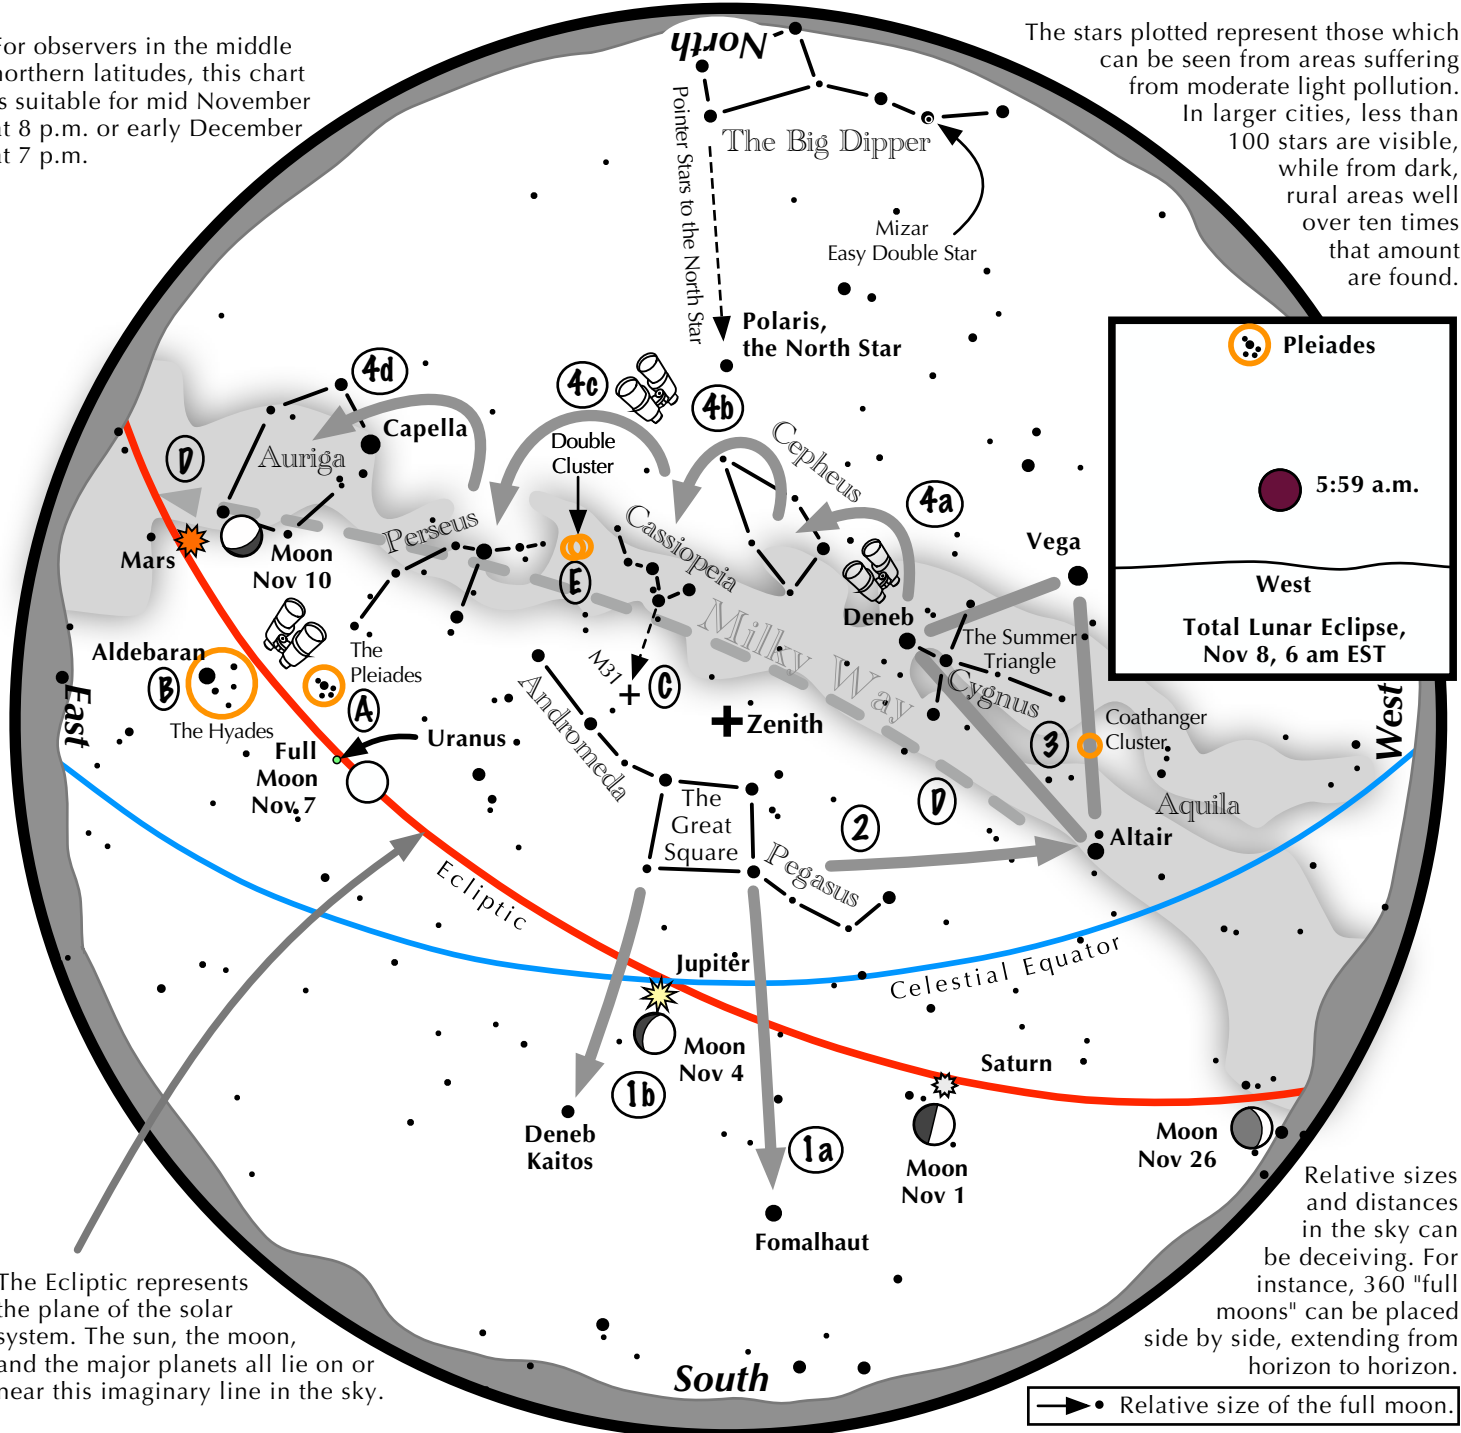 For observers in the middle
northern latitudes, this chart
is suitable for mid November
at 8 p.m. or early December
at 7 p.m.
The stars plotted represent those which
can be seen from areas suffering
from moderate light pollution.
In larger cities, less than
100 stars are visible,
while from dark,
rural areas well
over ten times
that amount
are found.
North
Pointer Stars to the North Star
The Big Dipper
Mizar
Easy Double Star
Polaris,
the North Star
Pleiades
5:59 a.m.
West
Total Lunar Eclipse,
Nov 8, 6 am EST
4d
4c
4b
4a
Capella
Auriga
D
Double
Cluster
Cepheus
Perseus
Cassiopeia
E
Mars
Moon
Nov 10
Vega
Deneb
The Summer
Triangle
Cygnus
Milky Way
Aldebaran
B
The Hyades
The
Pleiades
A
M31
C
Andromeda
Zenith
East
West
Uranus
Full
Moon
Nov 7
3
Coathanger
Cluster
Aquila
Altair
The
Great
Square
Pegasus
2
D
Ecliptic
Jupiter
Celestial Equator
Moon
Nov 4
Saturn
1b
1a
Deneb
Kaitos
Moon
Nov 1
Moon
Nov 26
Fomalhaut
South
The Ecliptic represents
the plane of the solar
system. The sun, the moon,
and the major planets all lie on or
near this imaginary line in the sky.
Relative sizes
and distances
in the sky can
be deceiving. For
instance, 360 "full
moons" can be placed
side by side, extending from
horizon to horizon.
Relative size of the full moon.